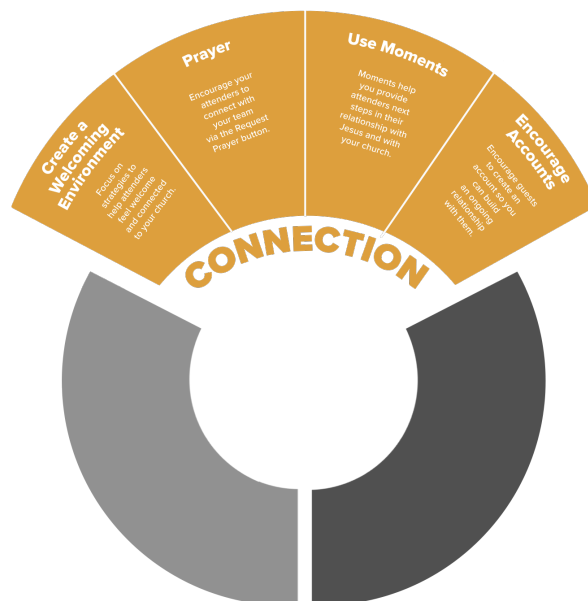 Create a
Welcoming
Environment
Focus on
strategies to
help attenders
feel welcome
and connected
to your church.
Prayer
Encourage your
attenders to
connect with
your team
via the Request
Prayer button.
Use Moments
Moments help
you provide
attenders next
steps in their
relationship with
Jesus and with
your church.
Encourage
Accounts
Encourage guests
to create an
account so you
can build
an ongoing
relationship
with them.
CONNECTION